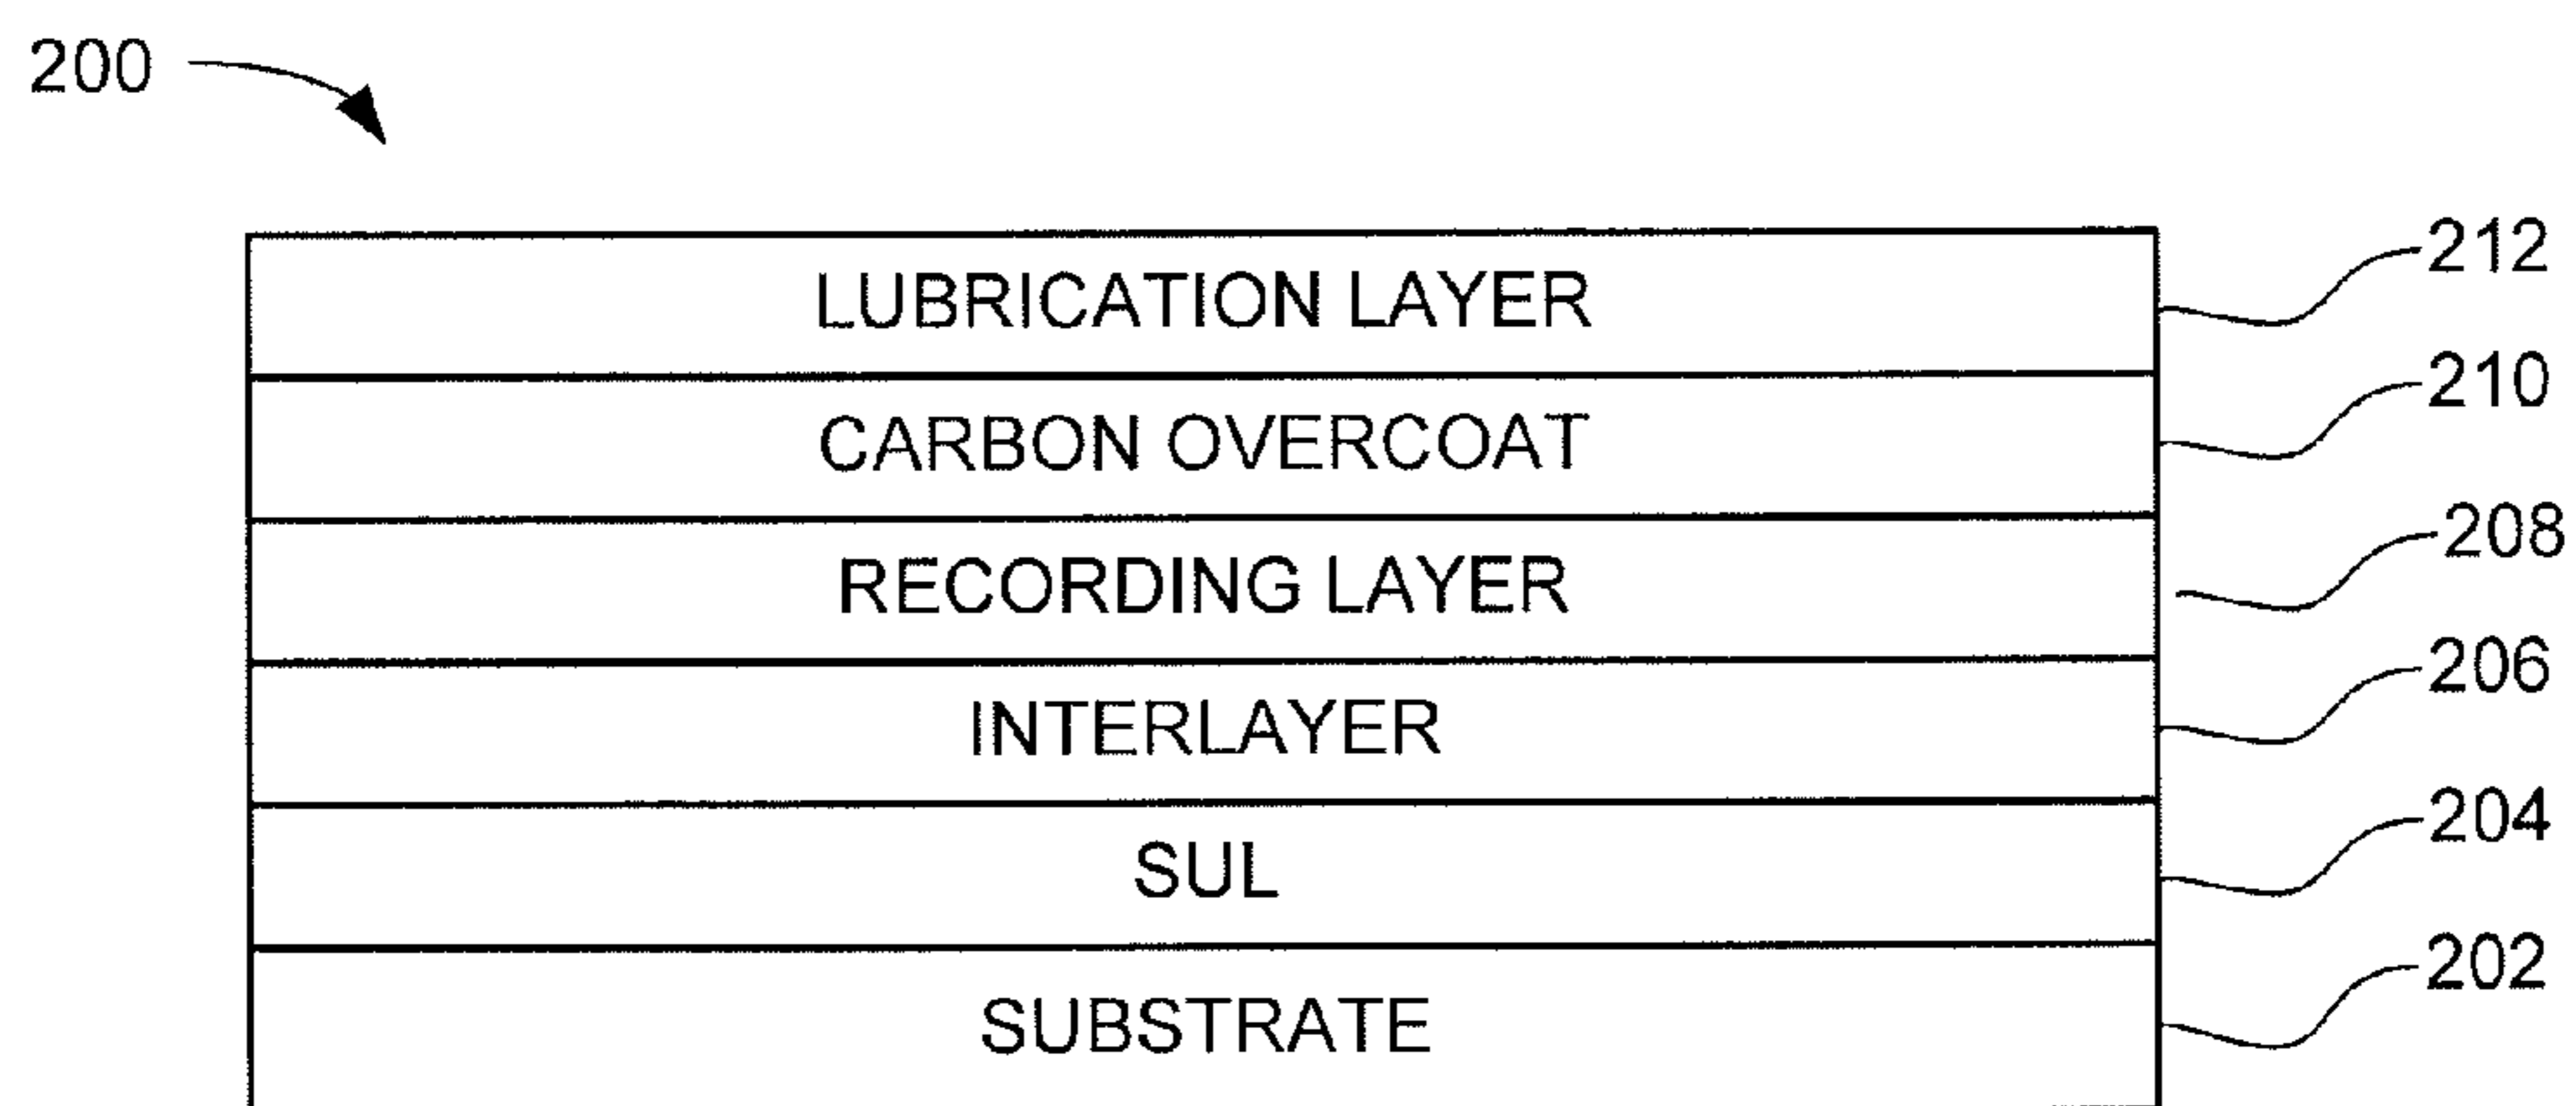 200
LUBRICATION LAYER 212
CARBON OVERCOAT 210
RECORDING LAYER 208
INTERLAYER 206
SUL 204
SUBSTRATE 202